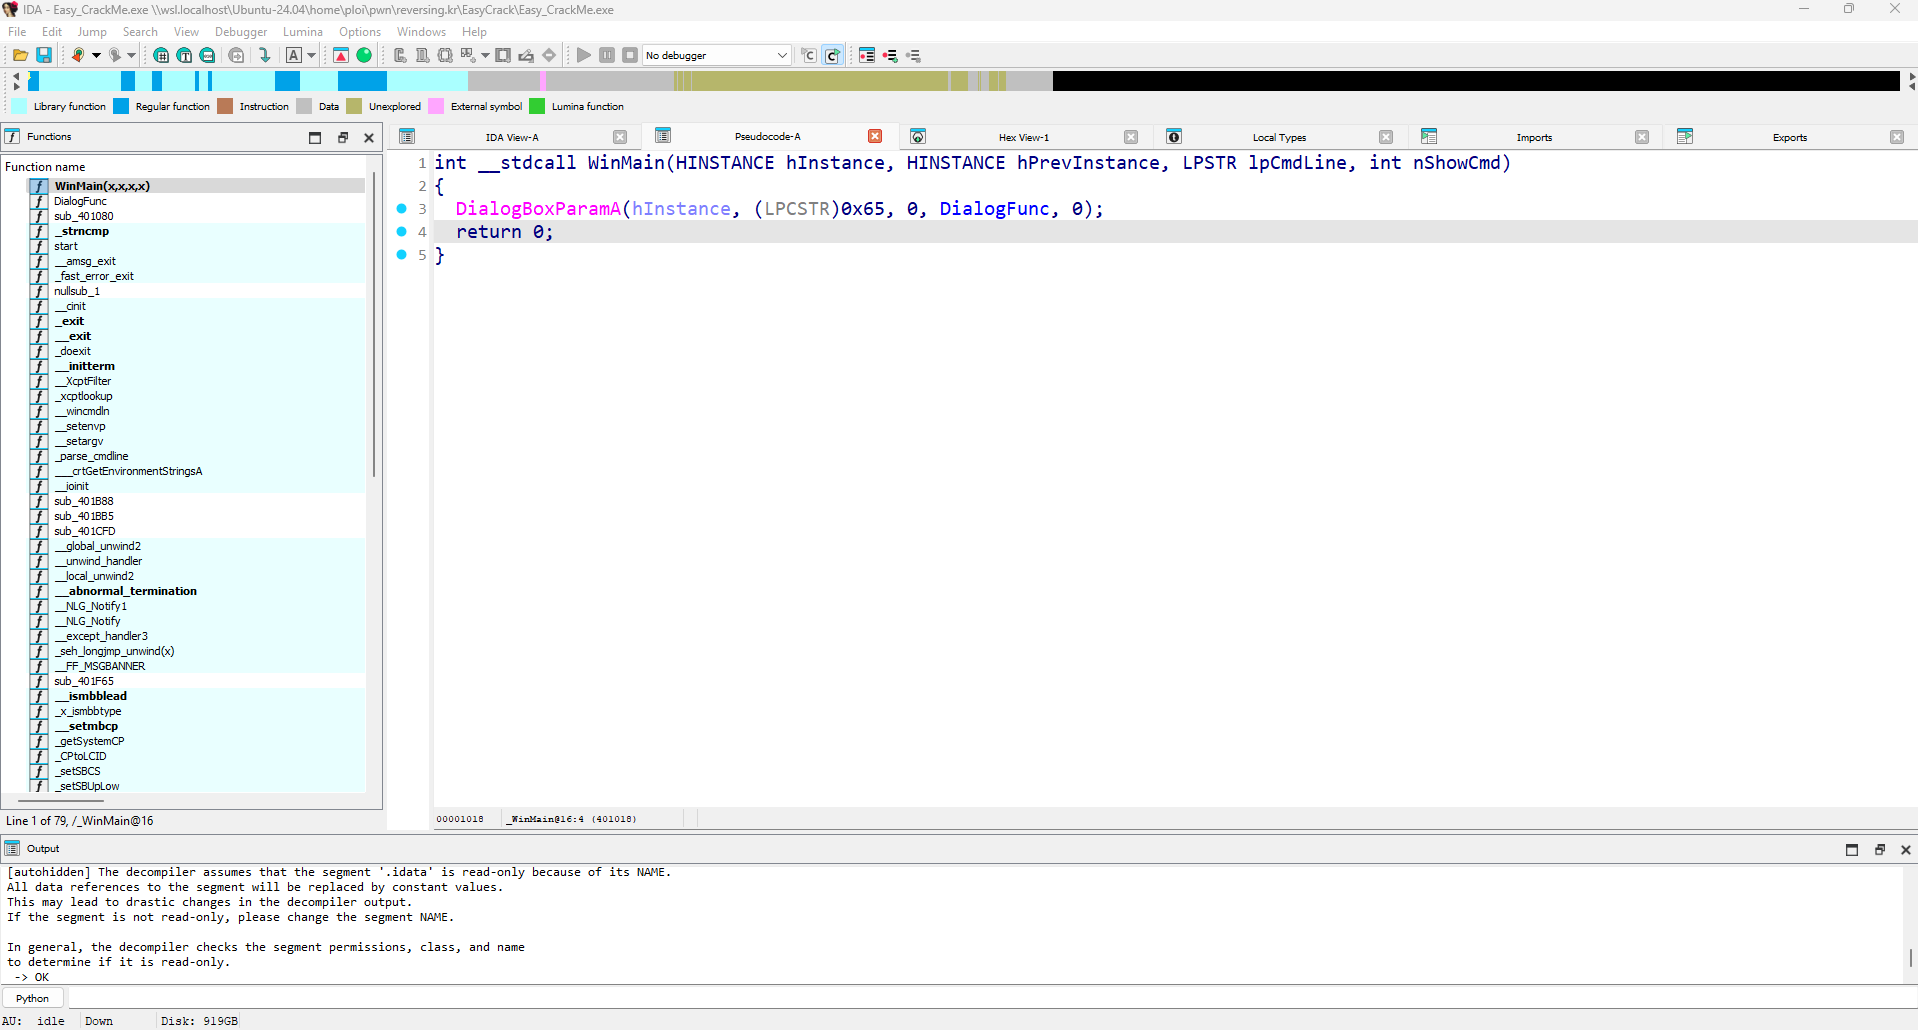 IDA - Easy_CrackMe.exe \\wsl.localhost\Ubuntu-24.04\home\ploi\pwn\reversing.kr\EasyCrack\Easy_CrackMe.exe
File Edit Jump Search View Debugger Lumina Options Windows Help
No debugger
Library function Regular function Instruction Data Unexplored External symbol Lumina function
Functions
Function name
WinMain(x,x,x,x)
DialogFunc
sub_401080
_strncmp
start
__amsg_exit
_fast_error_exit
nullsub_1
__cinit
_exit
__exit
_doexit
__initterm
__XcptFilter
_xcptlookup
__wincmdln
__setenvp
__setargv
_parse_cmdline
___crtGetEnvironmentStringsA
__ioinit
sub_401B88
sub_401BB5
sub_401CFD
__global_unwind2
__unwind_handler
__local_unwind2
__abnormal_termination
__NLG_Notify1
__NLG_Notify
__except_handler3
_seh_longjmp_unwind(x)
__FF_MSGBANNER
sub_401F65
__ismbblead
_x_ismbbtype
__setmbcp
_getSystemCP
_CPtoLCID
_setSBCS
_setSBUpLow
Line 1 of 79, /_WinMain@16
IDA View-A Pseudocode-A Hex View-1 Local Types Imports Exports
1 int __stdcall WinMain(HINSTANCE hInstance, HINSTANCE hPrevInstance, LPSTR lpCmdLine, int nShowCmd)
2 {
3 DialogBoxParamA(hInstance, (LPCSTR)0x65, 0, DialogFunc, 0);
4 return 0;
5 }
00001018 _WinMain@16:4 (401018)
Output
[autohidden] The decompiler assumes that the segment '.idata' is read-only because of its NAME.
All data references to the segment will be replaced by constant values.
This may lead to drastic changes in the decompiler output.
If the segment is not read-only, please change the segment NAME.
In general, the decompiler checks the segment permissions, class, and name
to determine if it is read-only.
-> OK
Python
AU: idle Down Disk: 919GB